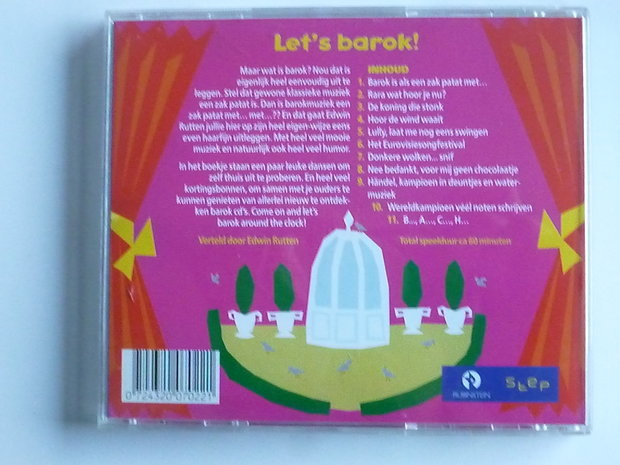 Let's barok!
Maar wat is barok? Nou dat is
eigenlijk heel eenvoudig uit te
leggen. Stel dat gewone klassieke muziek
een zak patat is. Dan is barokmuziek een
zak patat met... met...?? En dat gaat Edwin
Rutten jullie hier op zijn heel eigen-wijze eens
even haarfijn uitleggen. Met heel veel mooie
muziek en natuurlijk ook heel veel humor.
In het boekje staan een paar leuke dansen om
zelf thuis uit te proberen. En heel veel
kortingsbonnen, om samen met je ouders te
kunnen genieten van allerlei nieuw te ontdek-
ken barok cd's. Come on and let's
barok around the clock!
Verteld door Edwin Rutten
INHOUD
1. Barok is als een zak patat met...
2. Rara wat hoor je nu?
3. De koning die stonk
4. Hoor de wind waait
5. Lully, laat me nog eens swingen
6. Het Eurovisiesongfestival
7. Donkere wolken... snif
8. Nee bedankt, voor mij geen chocolaatje
9. Händel, kampioen in deuntjes en water-
muziek
10. Wereldkampioen véél noten schrijven
11. B..., A..., C..., H...
Total speelduur ca 60 minuten
0 724320 070221
RUBINSTEIN
step